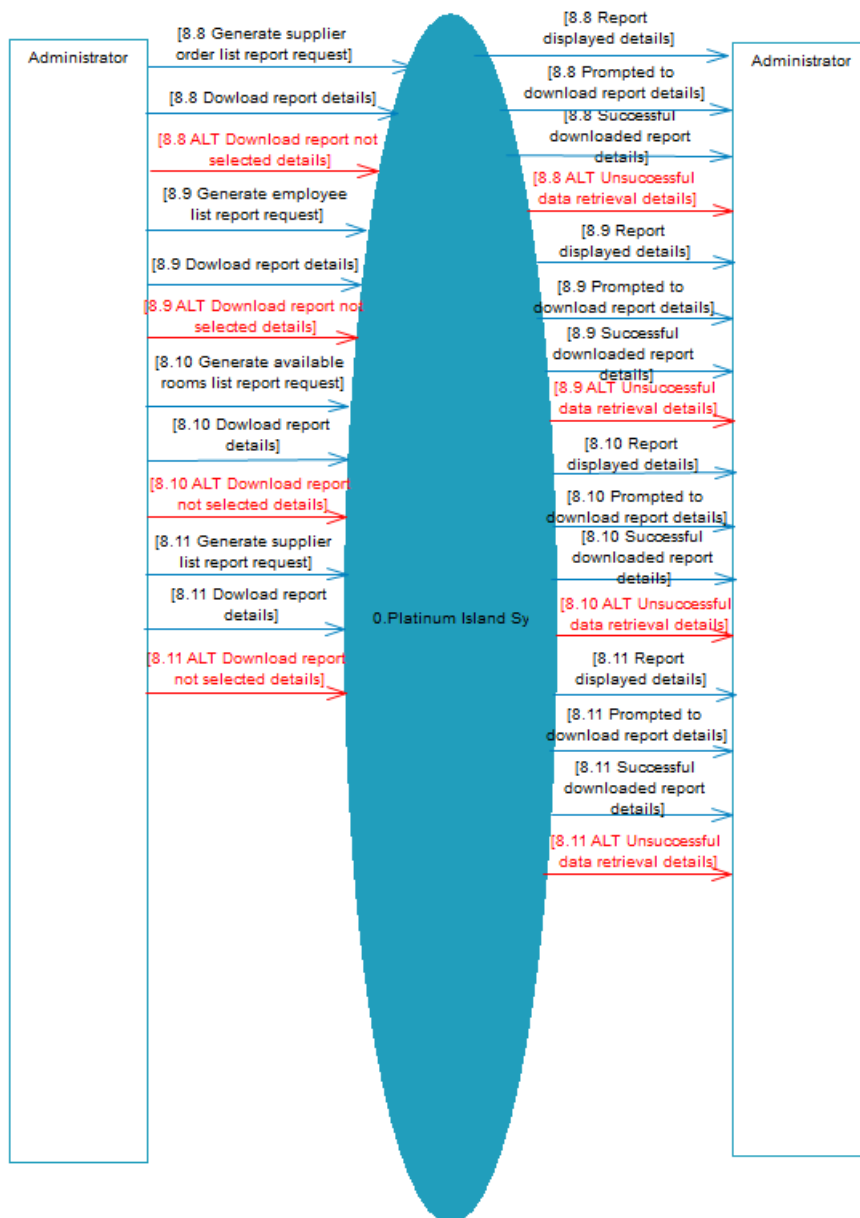 Administrator
[8.8 Generate supplier
order list report request]
[8.8 Dowload report details]
[8.8 ALT Download report not
selected details]
[8.9 Generate employee
list report request]
[8.9 Dowload report details]
[8.9 ALT Download report not
selected details]
[8.10 Generate available
rooms list report request]
[8.10 Dowload report
details]
[8.10 ALT Download report
not selected details]
[8.11 Generate supplier
list report request]
[8.11 Dowload report
details]
[8.11 ALT Download report
not selected details]
0.Platinum Island Sy
[8.8 Report
displayed details]
[8.8 Prompted to
download report details]
[8.8 Successful
downloaded report
details]
[8.8 ALT Unsuccessful
data retrieval details]
[8.9 Report
displayed details]
[8.9 Prompted to
download report details]
[8.9 Successful
downloaded report
details]
[8.9 ALT Unsuccessful
data retrieval details]
[8.10 Report
displayed details]
[8.10 Prompted to
download report details]
[8.10 Successful
downloaded report
details]
[8.10 ALT Unsuccessful
data retrieval details]
[8.11 Report
displayed details]
[8.11 Prompted to
download report details]
[8.11 Successful
downloaded report
details]
[8.11 ALT Unsuccessful
data retrieval details]
Administrator